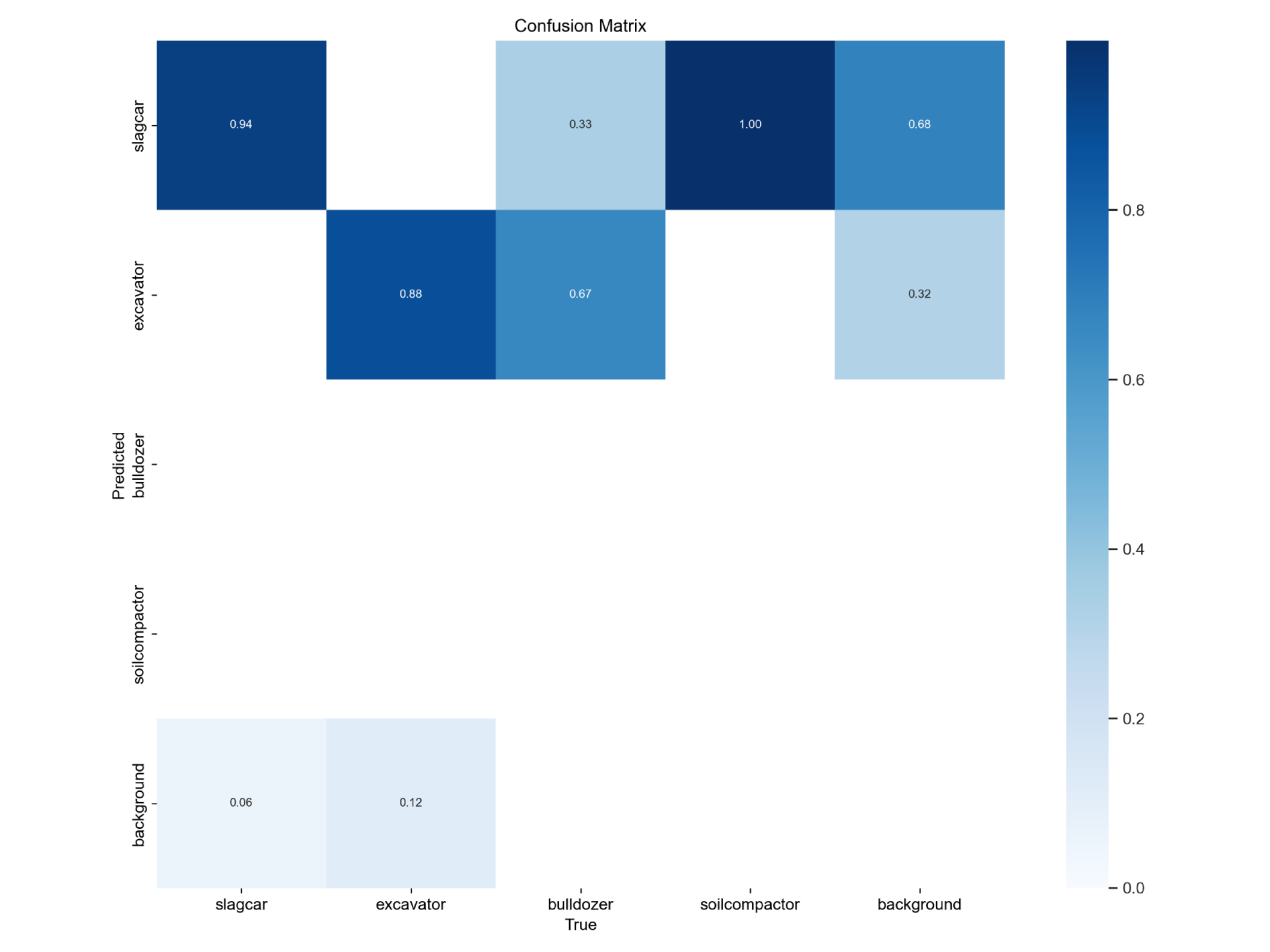 Confusion Matrix
slagcar
0.94
0.33
1.00
0.68
0.8
excavator
0.88
0.67
0.32
0.6
Predicted
bulldozer
0.4
soilcompactor
0.2
background
0.06
0.12
0.0
slagcar
excavator
bulldozer
soilcompactor
background
True